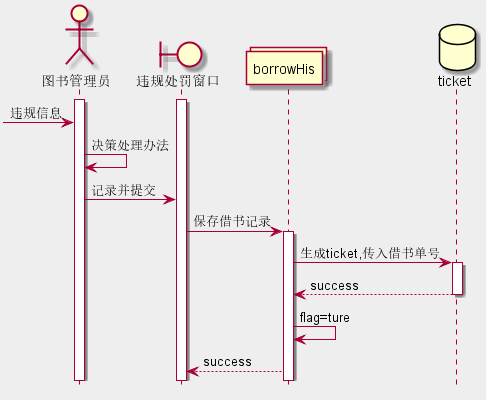 图书管理员
违规处罚窗口
borrowHis
ticket
违规信息
决策处理办法
记录并提交
保存借书记录
生成ticket,传入借书单号
success
flag=ture
success